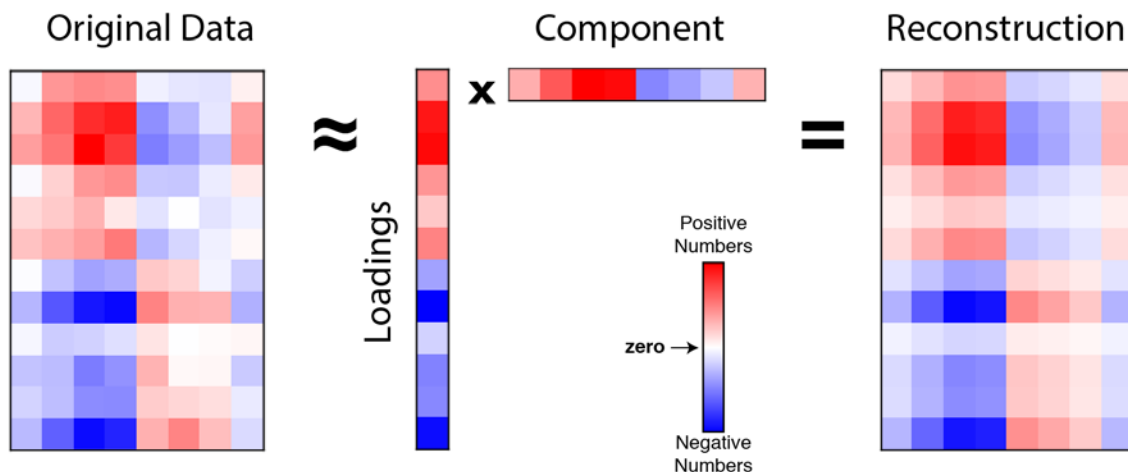 Original Data
Component
Reconstruction
x
≈
=
Loadings
Positive
Numbers
zero →
Negative
Numbers